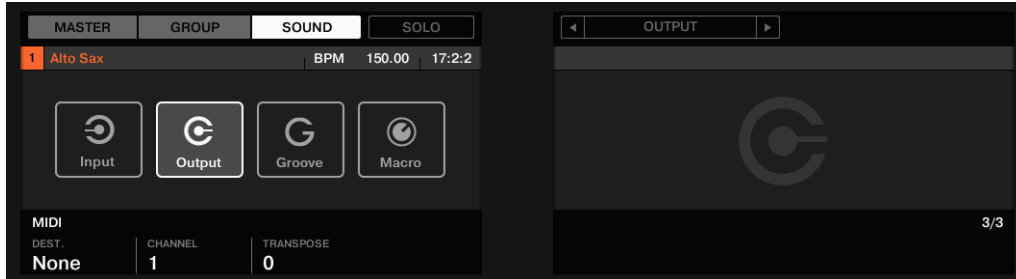 MASTER GROUP SOUND SOLO
◄ OUTPUT ►
1 Alto Sax BPM 150.00 17:2:2
Input Output Groove Macro
MIDI 3/3
DEST. CHANNEL TRANSPOSE
None 1 0